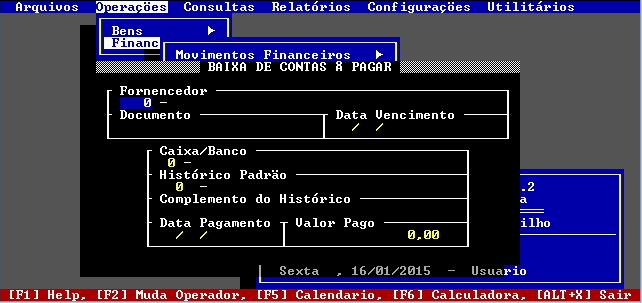 Arquivos Operações Consultas Relatórios Configurações Utilitários
Bens
Financ
Movimentos Financeiros
BAIXA DE CONTAS À PAGAR
Fornencedor
0 -
Documento Data Vencimento
/ /
Caixa/Banco
0 -
Histórico Padrão
0 -
Complemento do Histórico
Data Pagamento Valor Pago
/ / 0,00
.2
a
ilho
Sexta , 16/01/2015 - Usuario
[F1] Help, [F2] Muda Operador, [F5] Calendario, [F6] Calculadora, [ALT+X] Sair